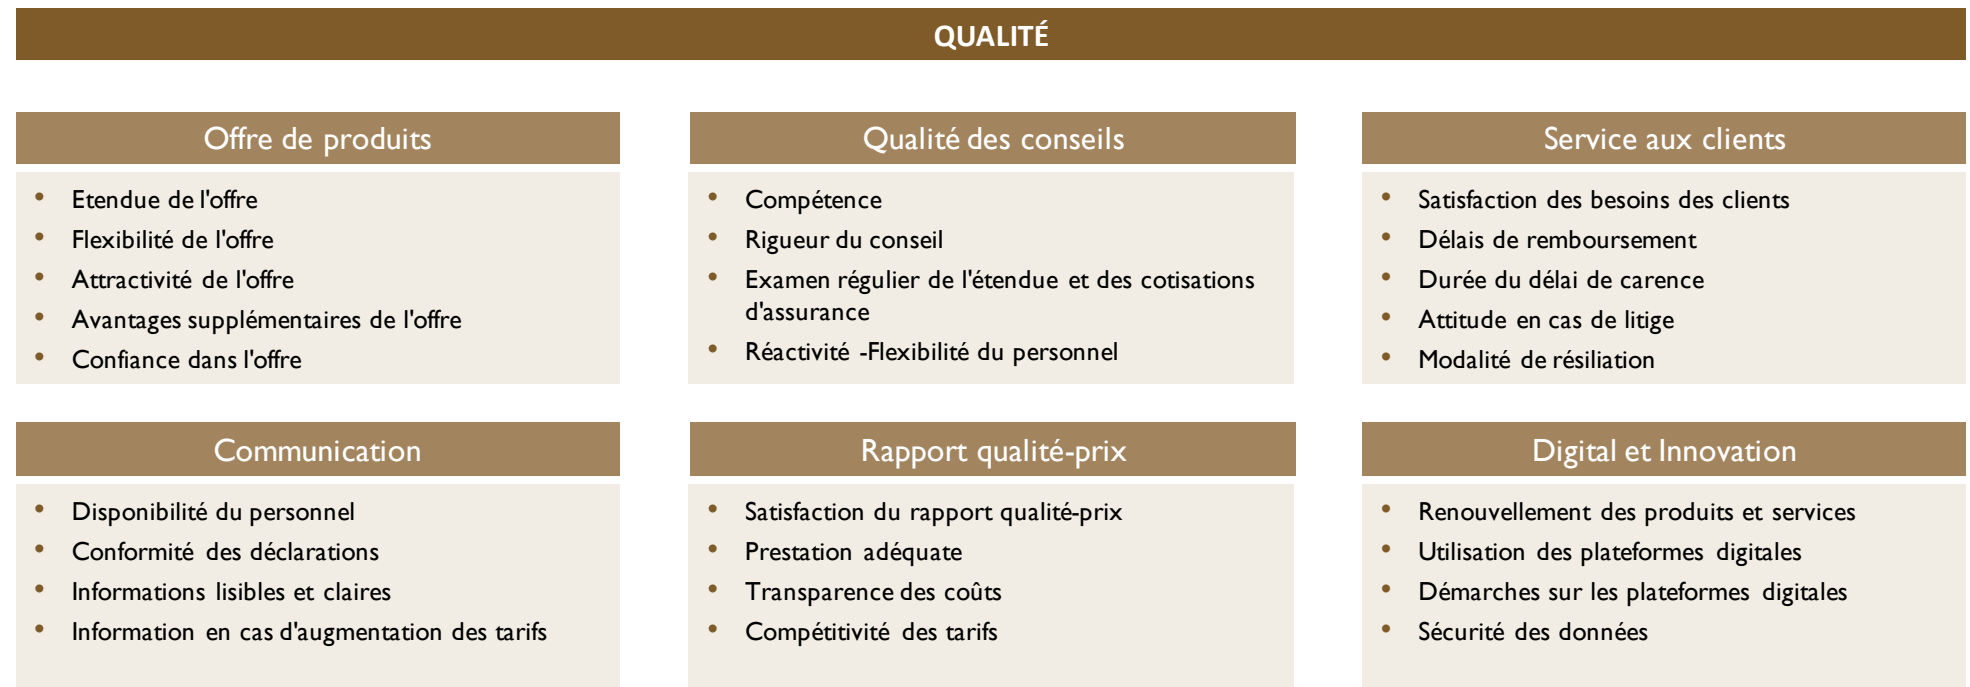 QUALITÉ
Offre de produits
• Etendue de l'offre
• Flexibilité de l'offre
• Attractivité de l'offre
• Avantages supplémentaires de l'offre
• Confiance dans l'offre
Qualité des conseils
• Compétence
• Rigueur du conseil
• Examen régulier de l'étendue et des cotisations
d'assurance
• Réactivité -Flexibilité du personnel
Service aux clients
• Satisfaction des besoins des clients
• Délais de remboursement
• Durée du délai de carence
• Attitude en cas de litige
• Modalité de résiliation
Communication
• Disponibilité du personnel
• Conformité des déclarations
• Informations lisibles et claires
• Information en cas d'augmentation des tarifs
Rapport qualité-prix
• Satisfaction du rapport qualité-prix
• Prestation adéquate
• Transparence des coûts
• Compétitivité des tarifs
Digital et Innovation
• Renouvellement des produits et services
• Utilisation des plateformes digitales
• Démarches sur les plateformes digitales
• Sécurité des données